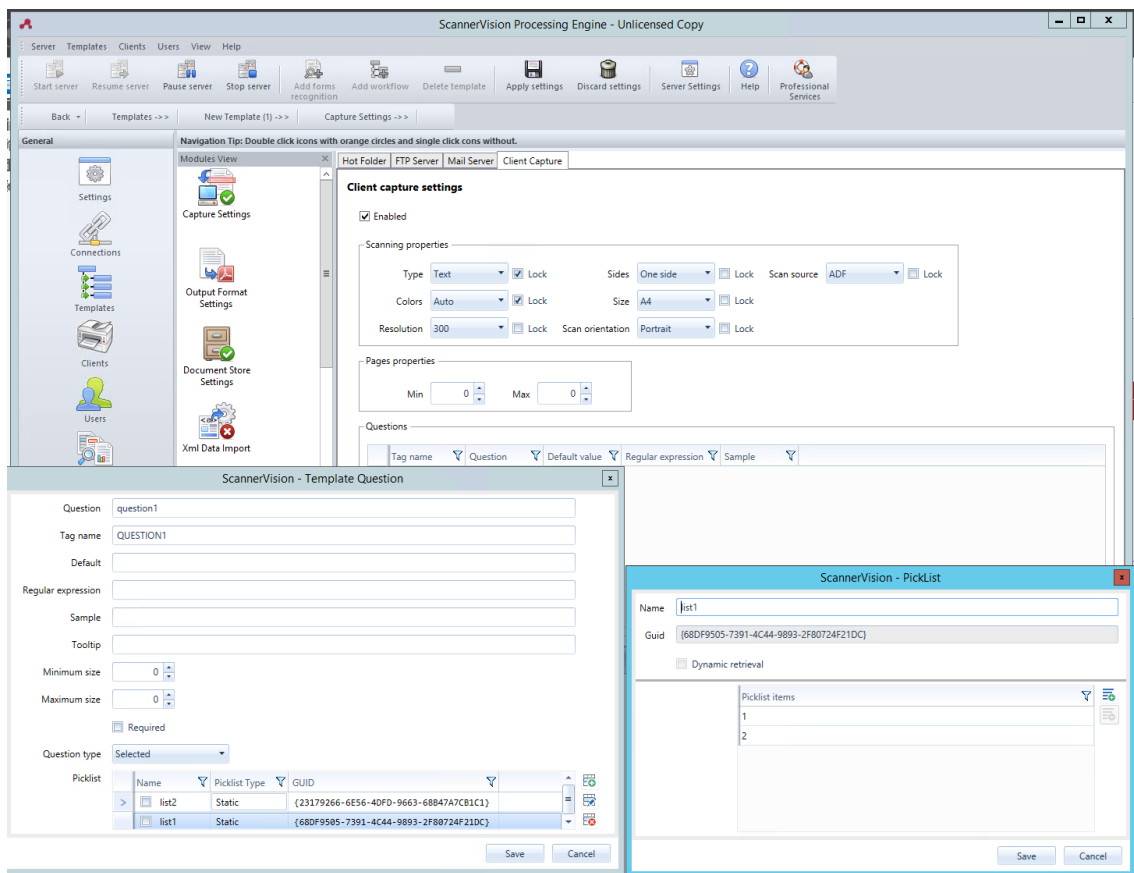 ScannerVision Processing Engine - Unlicensed Copy
Server Templates Clients Users View Help
Start server Resume server Pause server Stop server Add forms recognition Add workflow Delete template Apply settings Discard settings Server Settings Help Professional Services
Back Templates ->> New Template (1) ->> Capture Settings ->>
General
Navigation Tip: Double click icons with orange circles and single click cons without.
Settings
Connections
Templates
Clients
Users
Modules View
Capture Settings
Output Format
Settings
Document Store
Settings
Xml Data Import
Hot Folder FTP Server Mail Server Client Capture
Client capture settings
Enabled
Scanning properties
Type Text Lock Sides One side Lock Scan source ADF Lock
Colors Auto Lock Size A4 Lock
Resolution 300 Lock Scan orientation Portrait Lock
Pages properties
Min 0 Max 0
Questions
Tag name Question Default value Regular expression Sample
ScannerVision - Template Question
Question question1
Tag name QUESTION1
Default
Regular expression
Sample
Tooltip
Minimum size 0
Maximum size 0
Required
Question type Selected
Picklist
Name Picklist Type GUID
list2 Static {23179266-6E56-4DFD-9663-68B47A7CB1C1}
list1 Static {68DF9505-7391-4C44-9893-2F80724F21DC}
Save Cancel
ScannerVision - PickList
Name list1
Guid {68DF9505-7391-4C44-9893-2F80724F21DC}
Dynamic retrieval
Picklist items
1
2
Save Cancel